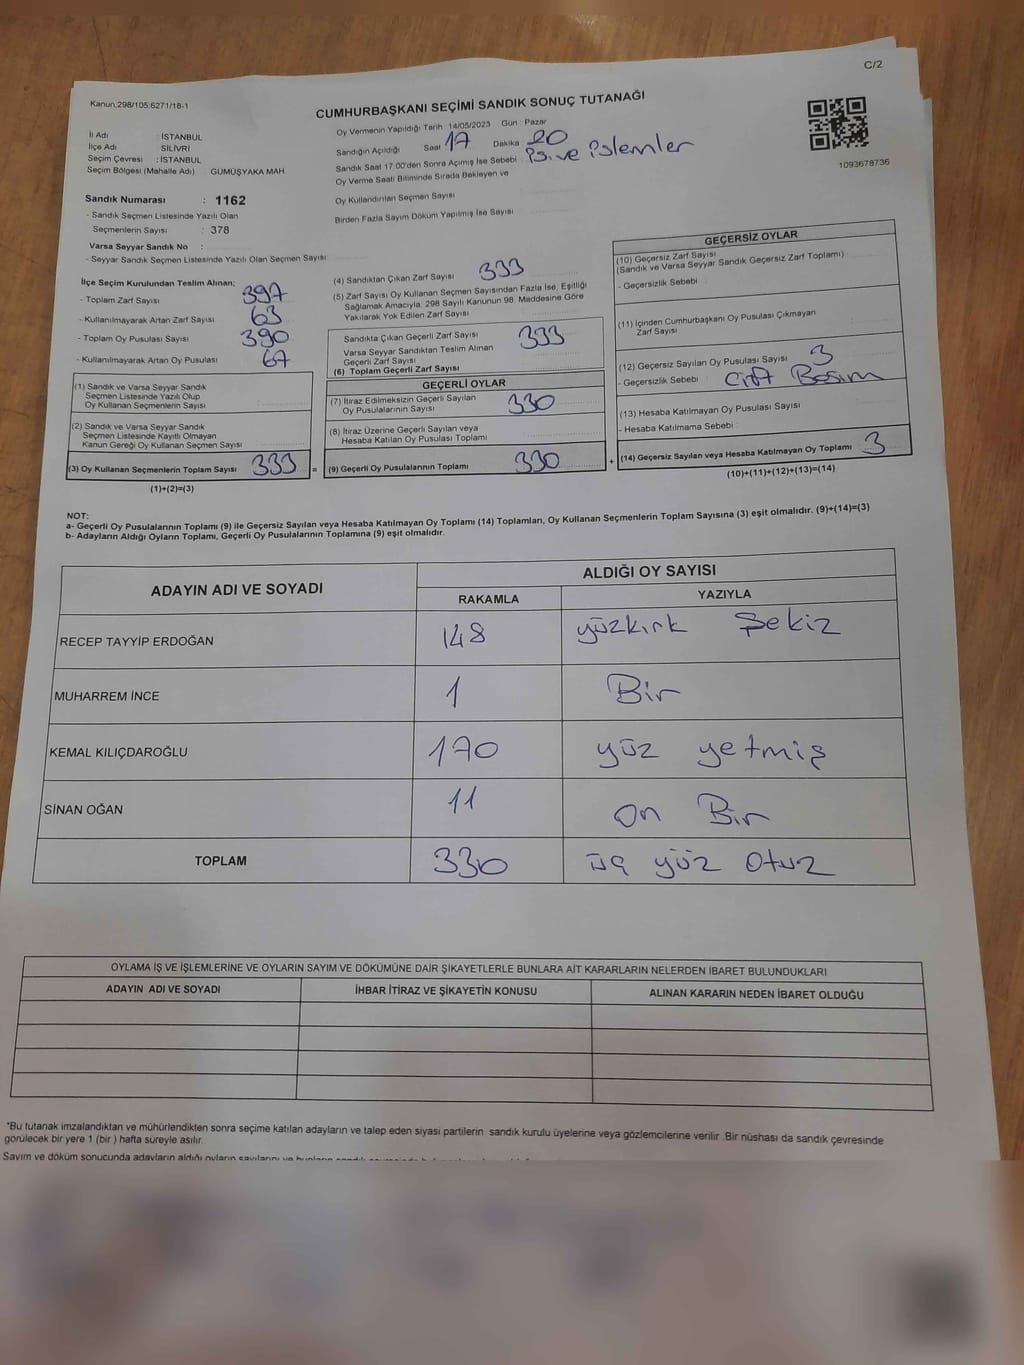 C/2
Kanun:298/105:6271/18-1
CUMHURBAŞKANI SEÇİMİ SANDIK SONUÇ TUTANAĞI
1093678736
İl Adı : İSTANBUL
İlçe Adı : SİLİVRİ
Seçim Çevresi : İSTANBUL
Seçim Bölgesi (Mahalle Adı) GÜMÜŞYAKA MAH.
Sandık Numarası : 1162
- Sandık Seçmen Listesinde Yazılı Olan
Seçmenlerin Sayısı : 378
Varsa Seyyar Sandık No :
- Seyyar Sandık Seçmen Listesinde Yazılı Olan Seçmen Sayısı:
Oy Vermenin Yapıldığı Tarih : 14/05/2023 Gün : Pazar
Sandığın Açıldığı Saat 17 Dakika 20
Sandık Saat 17:00'den Sonra Açımış İse Sebebi : İş ve işlemler
Oy Verme Saati Bitiminde Sırada Bekleyen ve
Oy Kullandırılan Seçmen Sayısı
Birden Fazla Sayım Döküm Yapılmış İse Sayısı
İlçe Seçim Kurulundan Teslim Alınan;
- Toplam Zarf Sayısı 397
- Kullanılmayarak Artan Zarf Sayısı 63
- Toplam Oy Pusulası Sayısı 390
- Kullanılmayarak Artan Oy Pusulası 67
(1) Sandık ve Varsa Seyyar Sandık
Seçmen Listesinde Yazılı Olup
Oy Kullanan Seçmenlerin Sayısı :
(2) Sandık ve Varsa Seyyar Sandık
Seçmen Listesinde Kayıtlı Olmayan
Kanun Gereği Oy Kullanan Seçmen Sayısı
(3) Oy Kullanan Seçmenlerin Toplam Sayısı 333 =
(1)+(2)=(3)
(4) Sandıktan Çıkan Zarf Sayısı 333
(5) Zarf Sayısı Oy Kullanan Seçmen Sayısından Fazla İse, Eşitliği
Sağlamak Amacıyla, 298 Sayılı Kanunun 98. Maddesine Göre
Yakılarak Yok Edilen Zarf Sayısı
Sandıkta Çıkan Geçerli Zarf Sayısı 333
Varsa Seyyar Sandıktan Teslim Alınan
Geçerli Zarf Sayısı
(6) Toplam Geçerli Zarf Sayısı
GEÇERLİ OYLAR
(7) İtiraz Edilmeksizin Geçerli Sayılan
Oy Pusulalarının Sayısı 330
(8) İtiraz Üzerine Geçerli Sayılan veya
Hesaba Katılan Oy Pusulası Toplamı
(9) Geçerli Oy Pusulalarının Toplamı 330 +
GEÇERSİZ OYLAR
(10) Geçersiz Zarf Sayısı
(Sandık ve Varsa Seyyar Sandık Geçersiz Zarf Toplamı)
- Geçersizlik Sebebi :
(11) İçinden Cumhurbaşkanı Oy Pusulası Çıkmayan
Zarf Sayısı
(12) Geçersiz Sayılan Oy Pusulası Sayısı 3
- Geçersizlik Sebebi : Çift Basım
(13) Hesaba Katılmayan Oy Pusulası Sayısı
- Hesaba Katılmama Sebebi
(14) Geçersiz Sayılan veya Hesaba Katılmayan Oy Toplamı 3
(10)+(11)+(12)+(13)=(14)
NOT:
a- Geçerli Oy Pusulalarının Toplamı (9) ile Geçersiz Sayılan veya Hesaba Katılmayan Oy Toplamı (14) Toplamları, Oy Kullanan Seçmenlerin Toplam Sayısına (3) eşit olmalıdır. (9)+(14)=(3)
b- Adayların Aldığı Oyların Toplamı, Geçerli Oy Pusulalarının Toplamına (9) eşit olmalıdır.
ADAYIN ADI VE SOYADI ALDIĞI OY SAYISI
RAKAMLA YAZIYLA
RECEP TAYYİP ERDOĞAN 148 yüzkırk Sekiz
MUHARREM İNCE 1 Bir
KEMAL KILIÇDAROĞLU 170 yüz yetmiş
SİNAN OĞAN 11 on Bir
TOPLAM 330 üç yüz Otuz
OYLAMA İŞ VE İŞLEMLERİNE VE OYLARIN SAYIM VE DÖKÜMÜNE DAİR ŞİKAYETLERLE BUNLARA AİT KARARLARIN NELERDEN İBARET BULUNDUKLARI
ADAYIN ADI VE SOYADI İHBAR İTİRAZ VE ŞİKAYETİN KONUSU ALINAN KARARIN NEDEN İBARET OLDUĞU
*Bu tutanak imzalandıktan ve mühürlendikten sonra seçime katılan adayların ve talep eden siyasi partilerin sandık kurulu üyelerine veya gözlemcilerine verilir. Bir nüshası da sandık çevresinde
görülecek bir yere 1 (bir ) hafta süreyle asılır.
Sayım ve döküm sonucunda adayların aldığı oyların sayılarını ve bunların